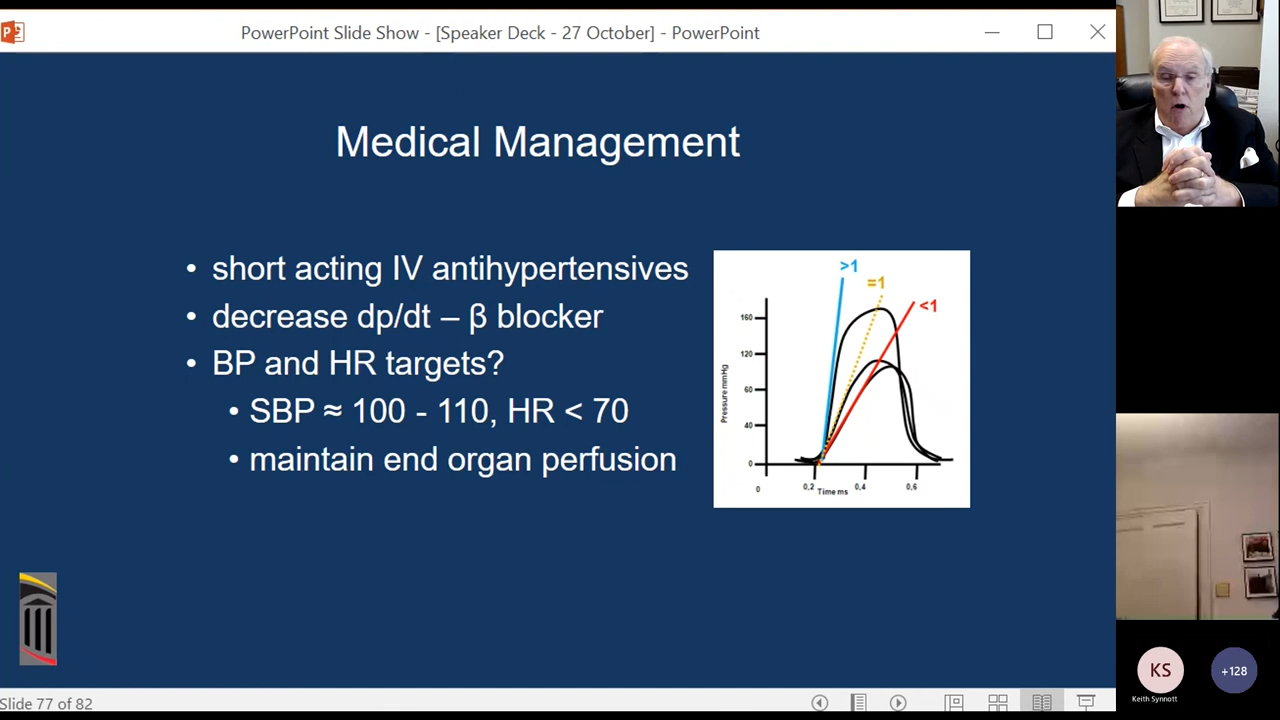 PowerPoint Slide Show - [Speaker Deck - 27 October] - PowerPoint
Medical Management
• short acting IV antihypertensives
• decrease dp/dt – β blocker
• BP and HR targets?
• SBP ≈ 100 - 110, HR < 70
• maintain end organ perfusion
>1
=1
<1
160
120
60
40
0
Pressure mmHg
0
0,2
0,4
0,6
Time ms
KS
+128
Keith Synnott
Slide 77 of 82